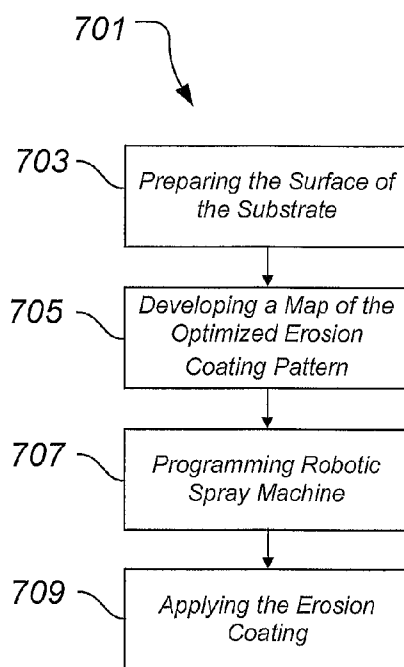 701
703
Preparing the Surface of
the Substrate
705
Developing a Map of the
Optimized Erosion
Coating Pattern
707
Programming Robotic
Spray Machine
709
Applying the Erosion
Coating